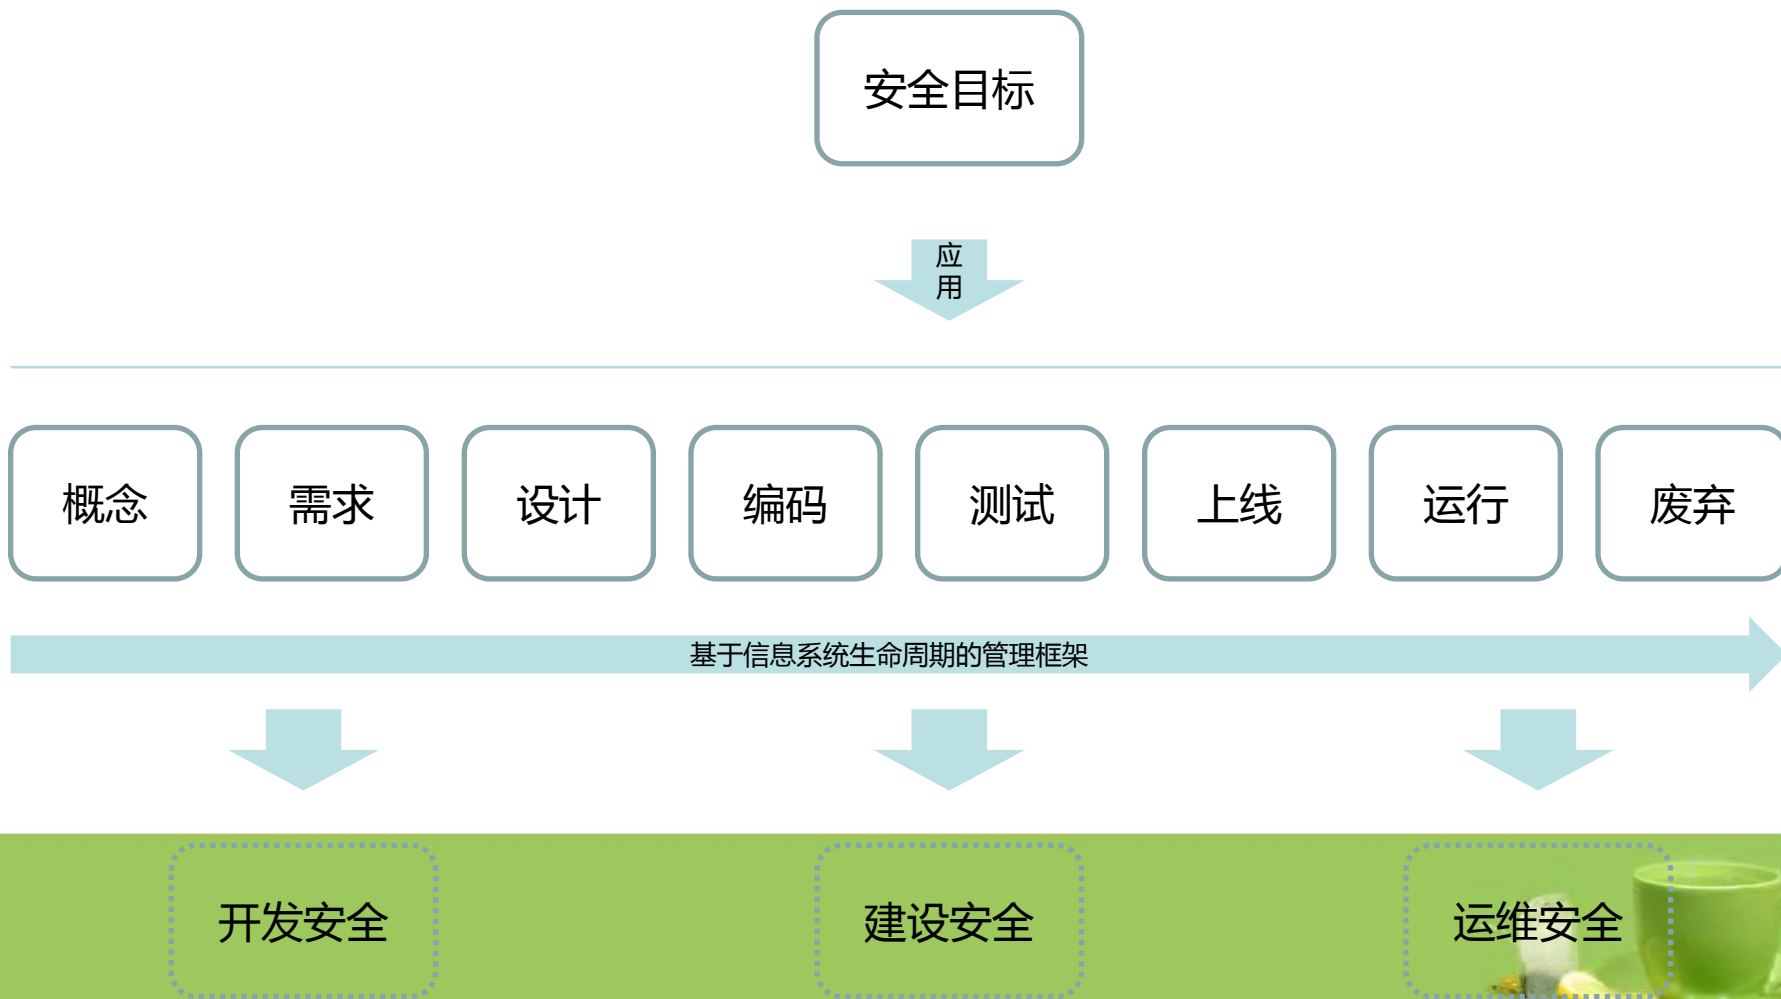 安全目标
应
用
概念
需求
设计
编码
测试
上线
运行
废弃
基于信息系统生命周期的管理框架
开发安全
建设安全
运维安全